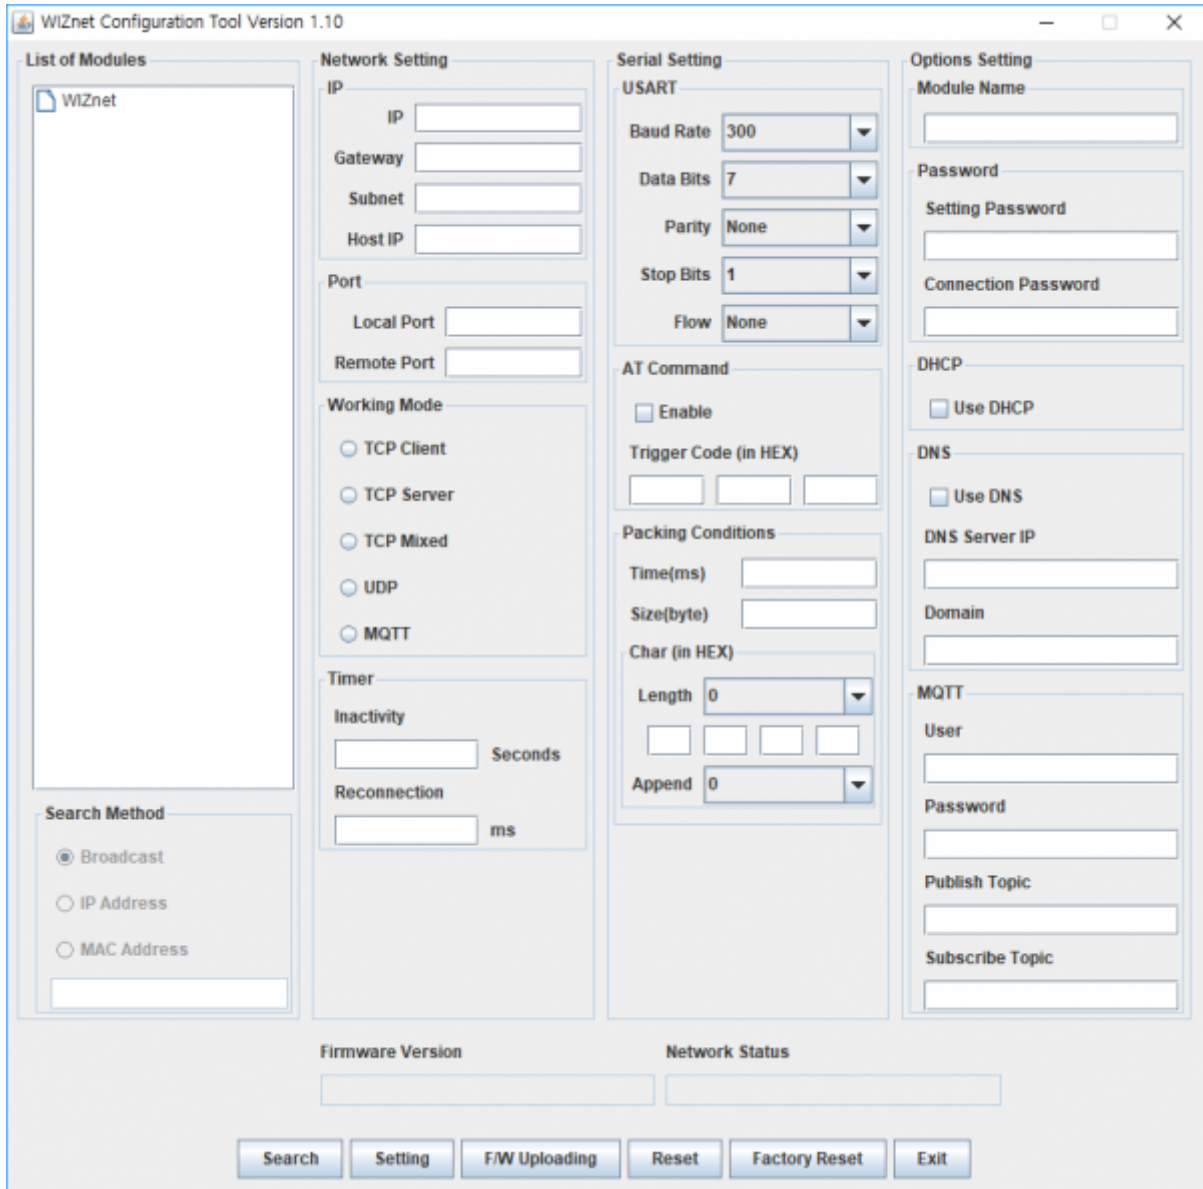 WIZnet Configuration Tool Version 1.10
List of Modules
WIZnet
Search Method
Broadcast
IP Address
MAC Address
Network Setting
IP
IP
Gateway
Subnet
Host IP
Port
Local Port
Remote Port
Working Mode
TCP Client
TCP Server
TCP Mixed
UDP
MQTT
Timer
Inactivity
Seconds
Reconnection
ms
Serial Setting
USART
Baud Rate 300
Data Bits 7
Parity None
Stop Bits 1
Flow None
AT Command
Enable
Trigger Code (in HEX)
Packing Conditions
Time(ms)
Size(byte)
Char (in HEX)
Length 0
Append 0
Options Setting
Module Name
Password
Setting Password
Connection Password
DHCP
Use DHCP
DNS
Use DNS
DNS Server IP
Domain
MQTT
User
Password
Publish Topic
Subscribe Topic
Firmware Version
Network Status
Search Setting F/W Uploading Reset Factory Reset Exit